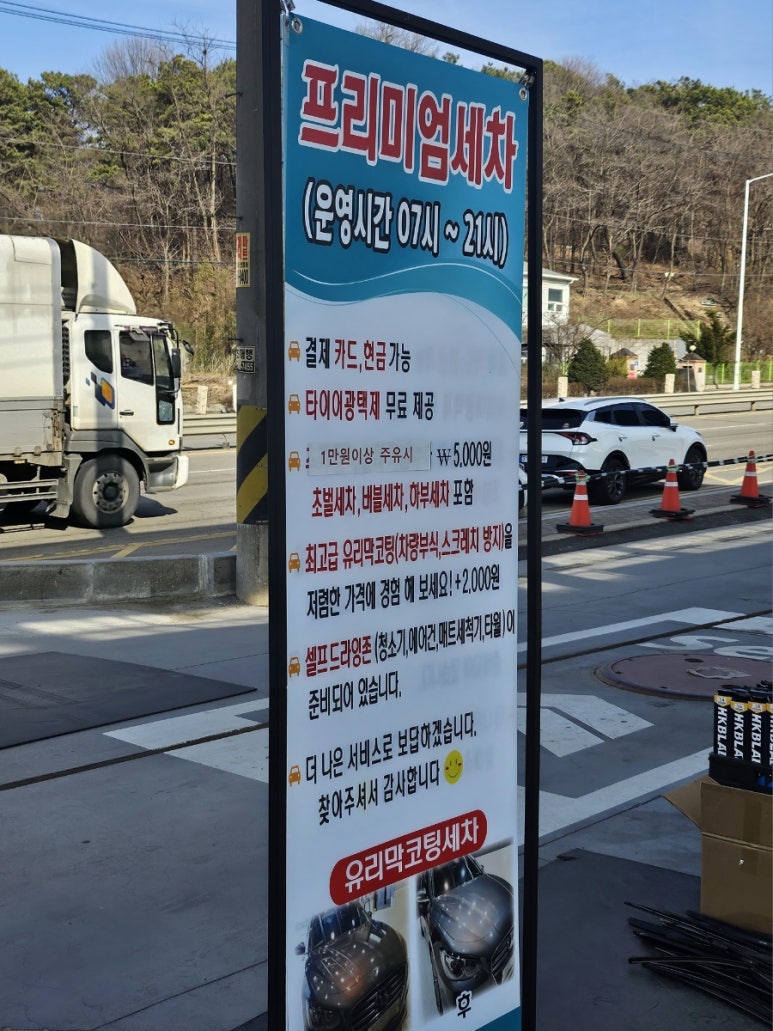 프리미엄세차
(운영시간 07시 ~ 21시)
결제 카드,현금 가능
타이어광택제 무료 제공
1만원이상 주유시 ₩5,000원
초벌세차, 버블세차, 하부세차 포함
최고급 유리막코팅(차량부식,스크래치 방지)을
저렴한 가격에 경험 해 보세요! +2,000원
셀프드라잉존 (청소기,에어건,매트세척기,타월) 이
준비되어 있습니다.
더 나은 서비스로 보답하겠습니다.
찾아주셔서 감사합니다
유리막코팅세차
후